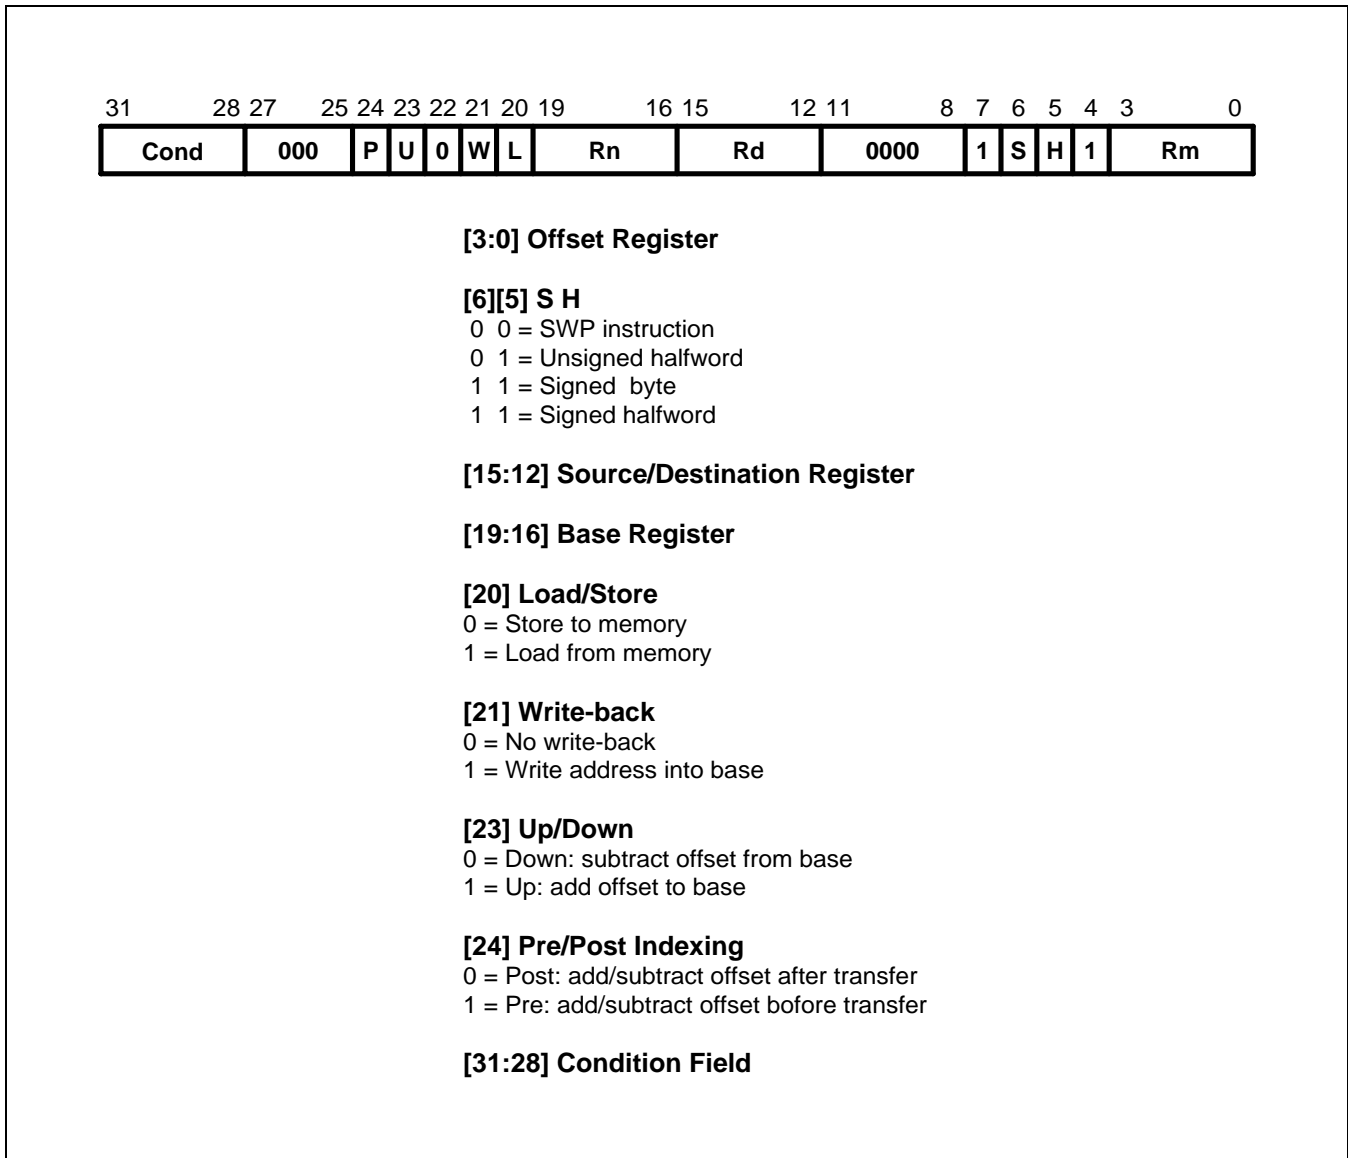 31 28 27 25 24 23 22 21 20 19 16 15 12 11 8 7 6 5 4 3 0
Cond 000 P U 0 W L Rn Rd 0000 1 S H 1 Rm
[3:0] Offset Register
[6][5] S H
0 0 = SWP instruction
0 1 = Unsigned halfword
1 1 = Signed byte
1 1 = Signed halfword
[15:12] Source/Destination Register
[19:16] Base Register
[20] Load/Store
0 = Store to memory
1 = Load from memory
[21] Write-back
0 = No write-back
1 = Write address into base
[23] Up/Down
0 = Down: subtract offset from base
1 = Up: add offset to base
[24] Pre/Post Indexing
0 = Post: add/subtract offset after transfer
1 = Pre: add/subtract offset bofore transfer
[31:28] Condition Field